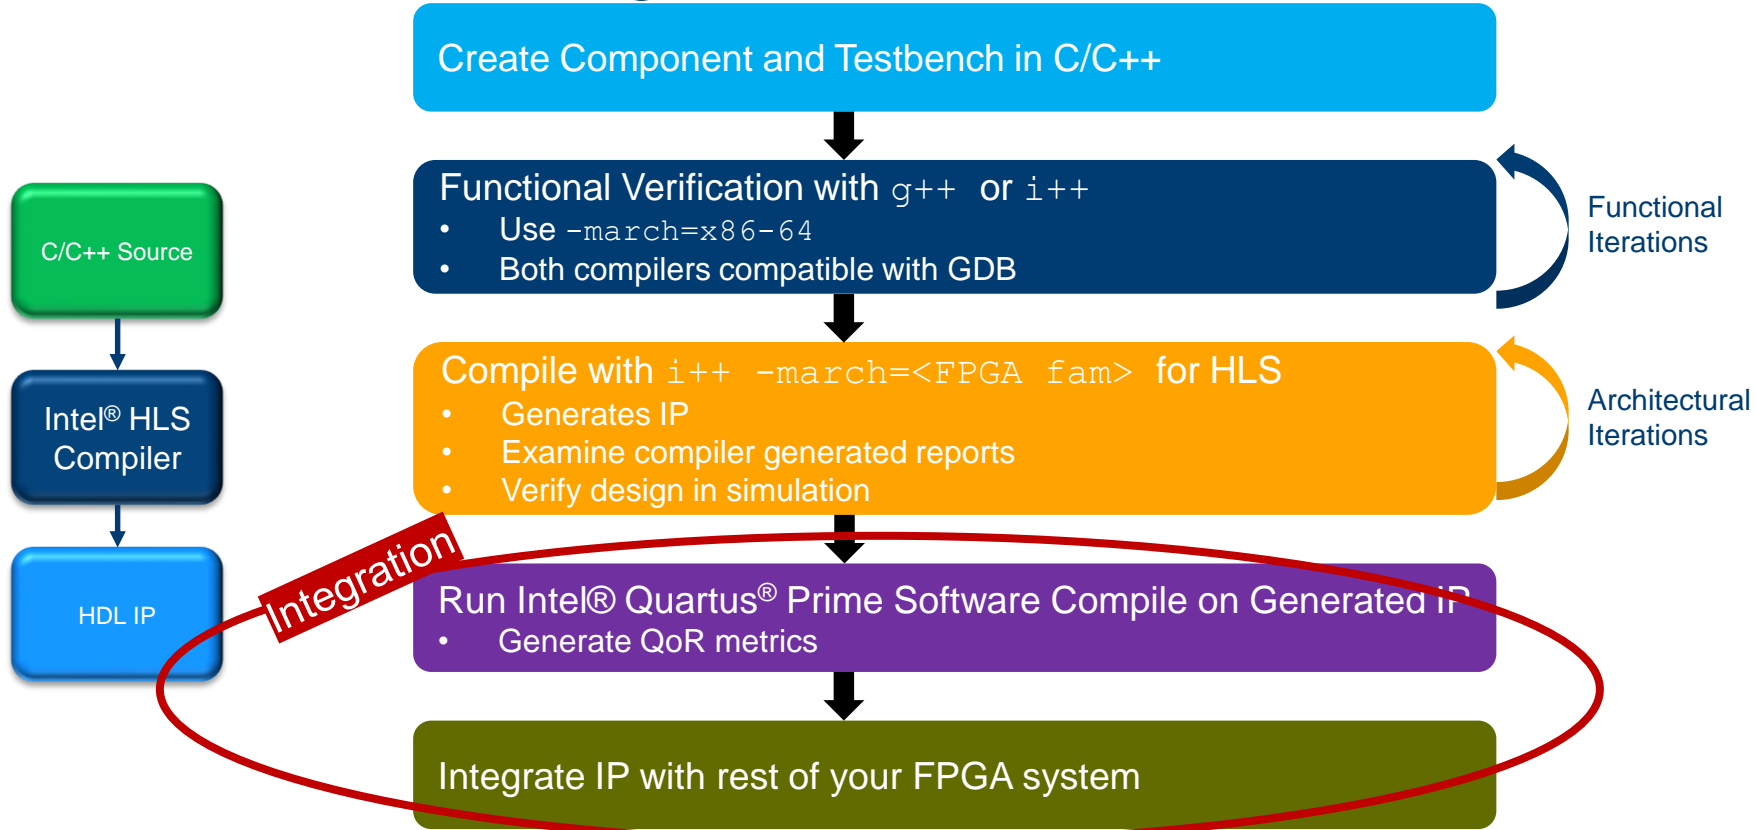 Create Component and Testbench in C/C++
Functional Verification with g++ or i++
• Use -march=x86-64
• Both compilers compatible with GDB
Functional
Iterations
C/C++ Source
Compile with i++ -march=<FPGA fam> for HLS
• Generates IP
• Examine compiler generated reports
• Verify design in simulation
Architectural
Iterations
Intel® HLS
Compiler
Integration
HDL IP
Run Intel® Quartus® Prime Software Compile on Generated IP
• Generate QoR metrics
Integrate IP with rest of your FPGA system